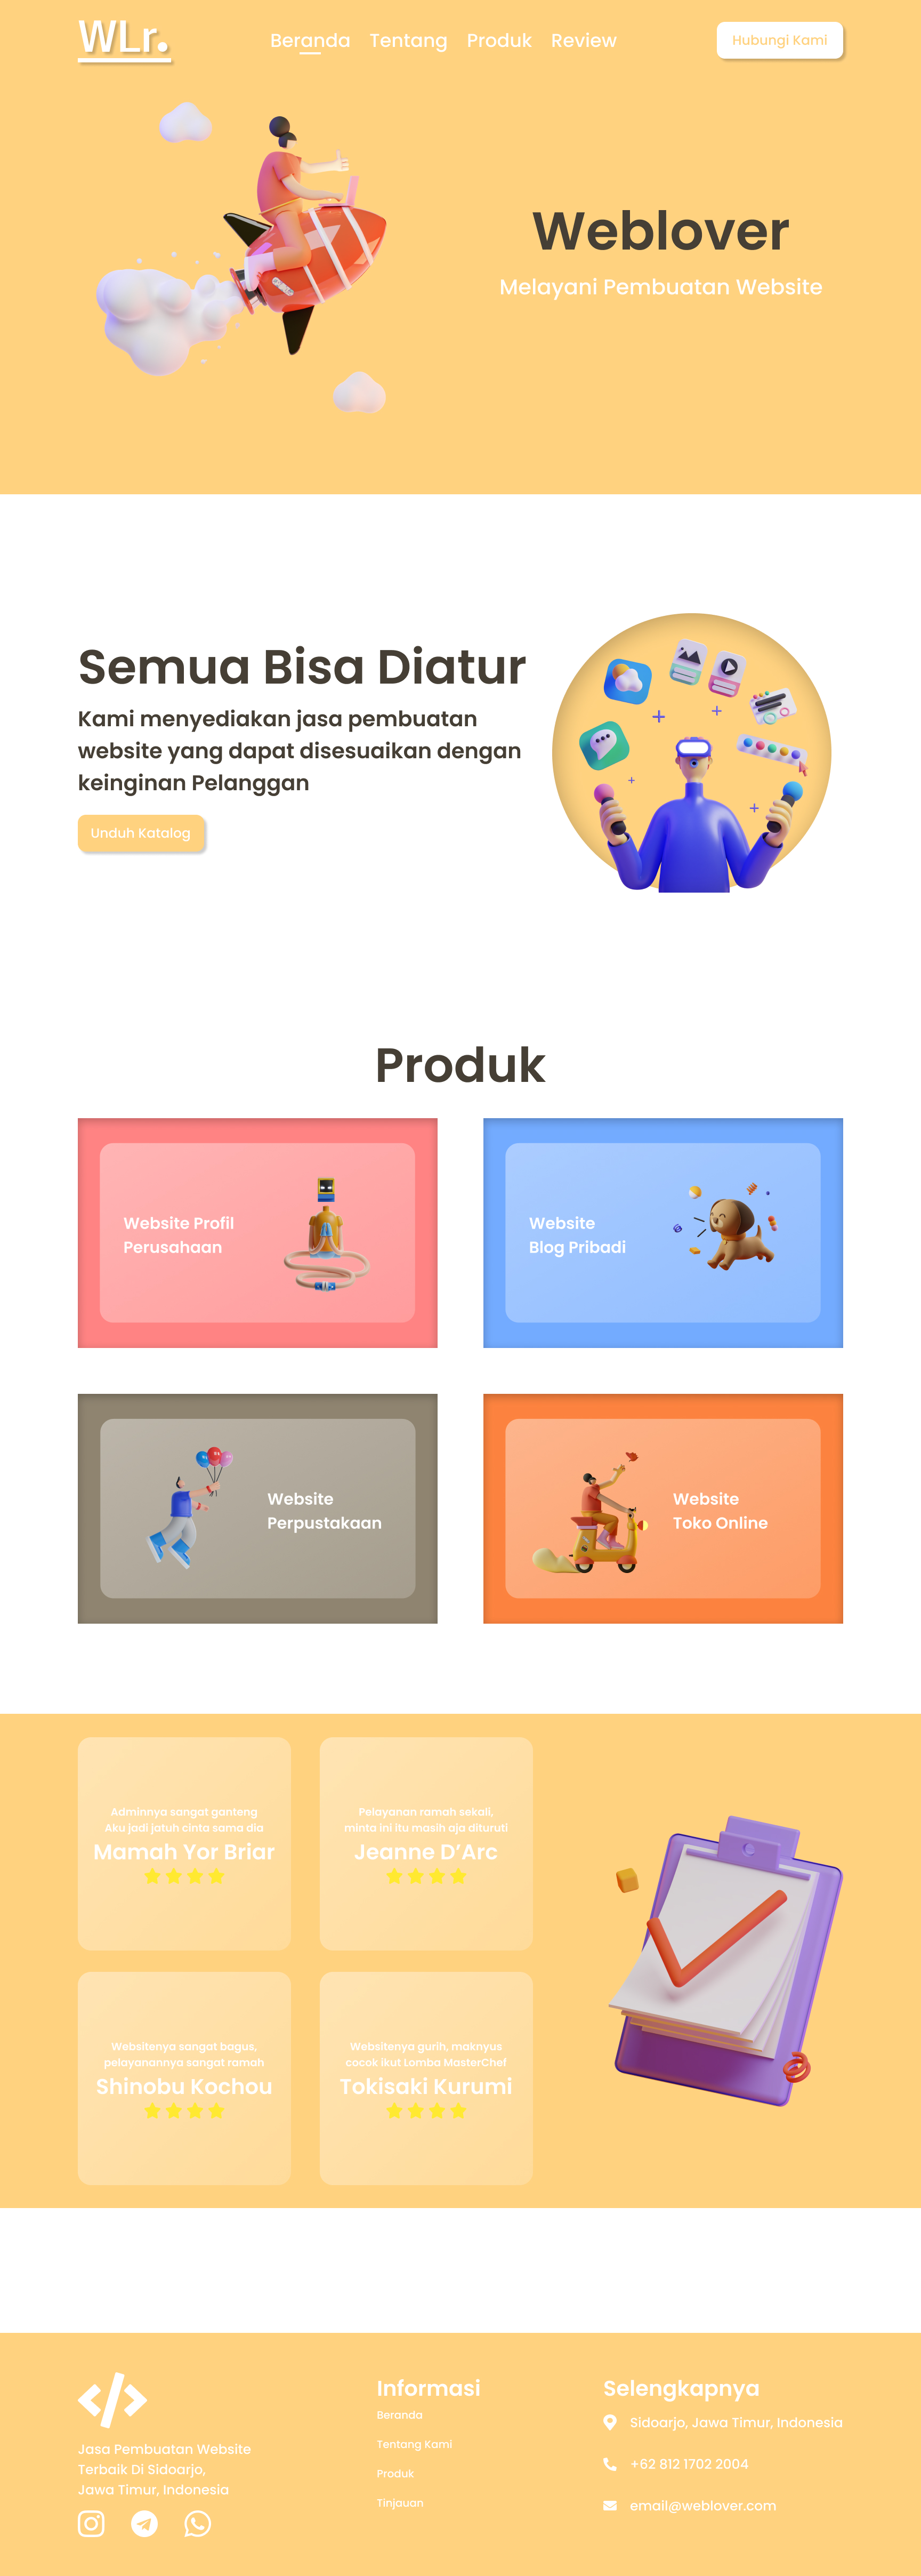 WLr.
Beranda
Tentang
Produk
Review
Hubungi Kami
Weblover
Melayani Pembuatan Website
Semua Bisa Diatur
Kami menyediakan jasa pembuatan
website yang dapat disesuaikan dengan
keinginan Pelanggan
Unduh Katalog
Produk
Website Profil
Perusahaan
Website
Blog Pribadi
Website
Perpustakaan
Website
Toko Online
Adminnya sangat ganteng
Aku jadi jatuh cinta sama dia
Mamah Yor Briar
Pelayanan ramah sekali,
minta ini itu masih aja dituruti
Jeanne D’Arc
Websitenya sangat bagus,
pelayanannya sangat ramah
Shinobu Kochou
Websitenya gurih, maknyus
cocok ikut Lomba MasterChef
Tokisaki Kurumi
Jasa Pembuatan Website
Terbaik Di Sidoarjo,
Jawa Timur, Indonesia
Informasi
Beranda
Tentang Kami
Produk
Tinjauan
Selengkapnya
Sidoarjo, Jawa Timur, Indonesia
+62 812 1702 2004
email@weblover.com